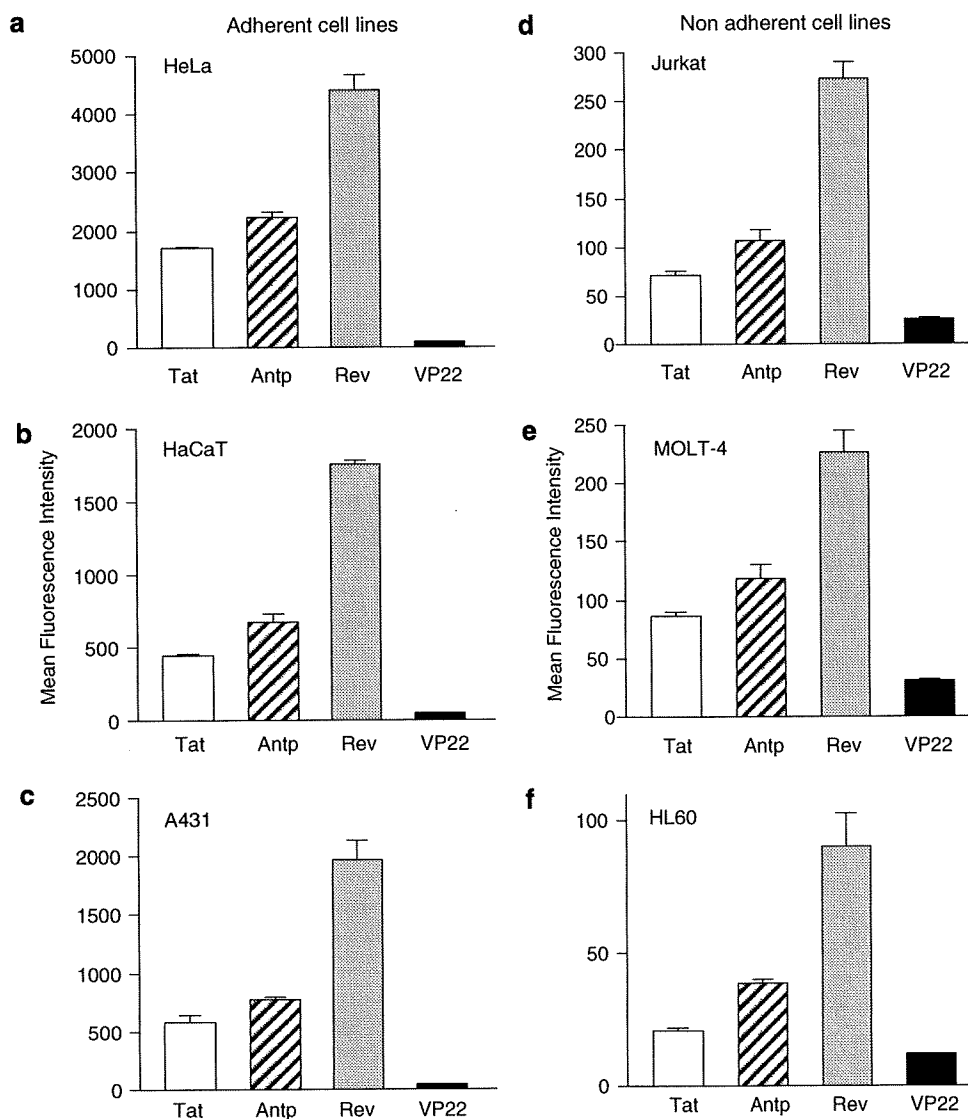 a
Adherent cell lines
HeLa
5000
4000
3000
2000
1000
0
Tat Antp Rev VP22
b
HaCaT
2000
1500
1000
500
0
Mean Fluorescence Intensity
Tat Antp Rev VP22
c
A431
2500
2000
1500
1000
500
0
Tat Antp Rev VP22
d
Non adherent cell lines
Jurkat
300
250
200
150
100
50
0
Tat Antp Rev VP22
e
MOLT-4
250
200
150
100
50
0
Mean Fluorescence Intensity
Tat Antp Rev VP22
f
HL60
100
50
0
Tat Antp Rev VP22